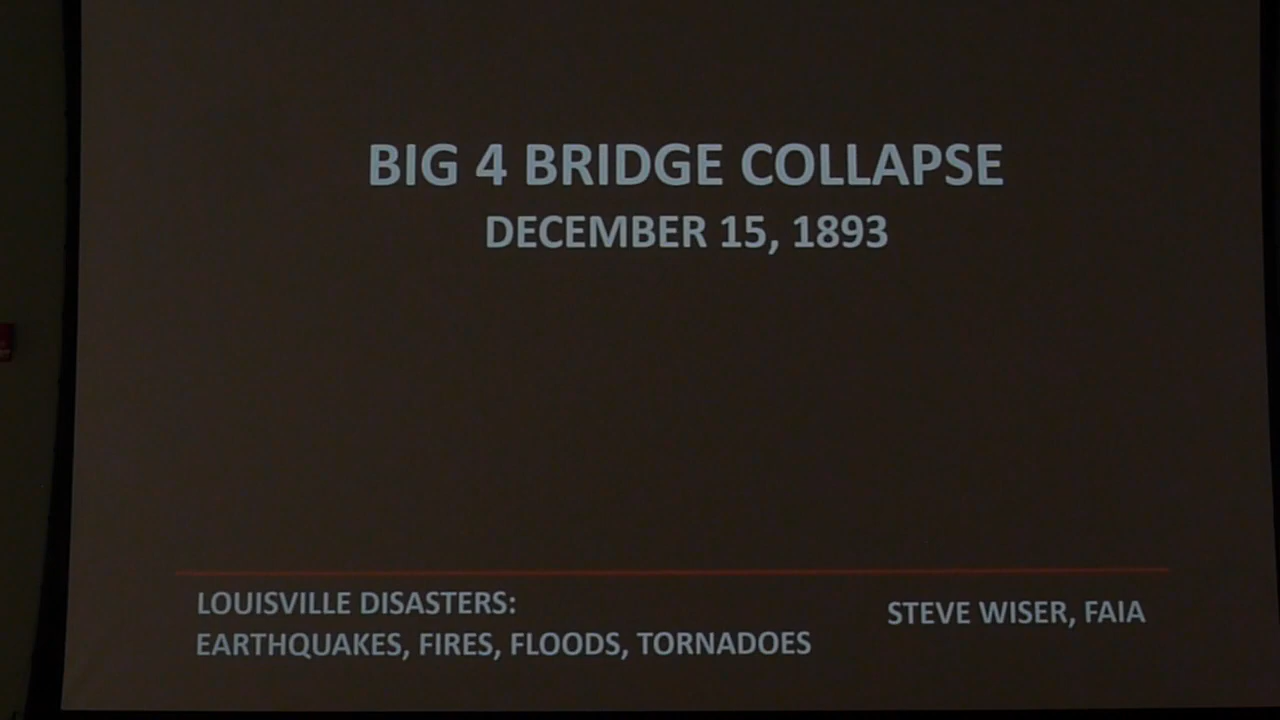 BIG 4 BRIDGE COLLAPSE
DECEMBER 15, 1893
LOUISVILLE DISASTERS:
EARTHQUAKES, FIRES, FLOODS, TORNADOES
STEVE WISER, FAIA